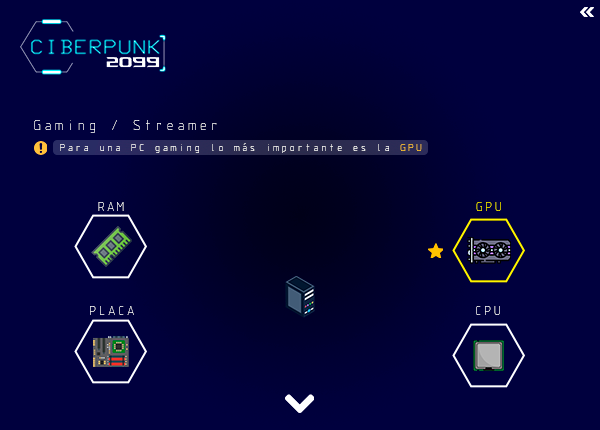 CIBERPUNK
2099
Gaming / Streamer
Para una PC gaming lo más importante es la GPU
RAM
GPU
PLACA
CPU